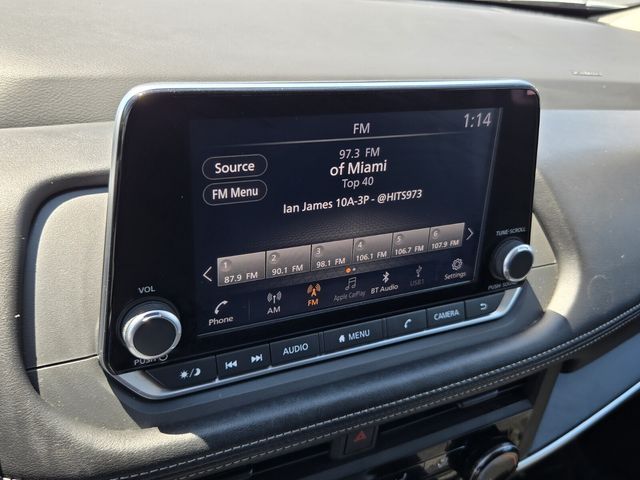 FM
1:14
Source
97.3 FM
of Miami
Top 40
FM Menu
Ian James 10A-3P - @HITS973
1 2 3 4 5 6
87.9 FM 90.1 FM 98.1 FM 106.1 FM 106.7 FM 107.9 FM
Phone AM FM Apple CarPlay BT Audio USB1 Settings
VOL
PUSH
TUNE·SCROLL
PUSH SOUND
AUDIO MENU CAMERA